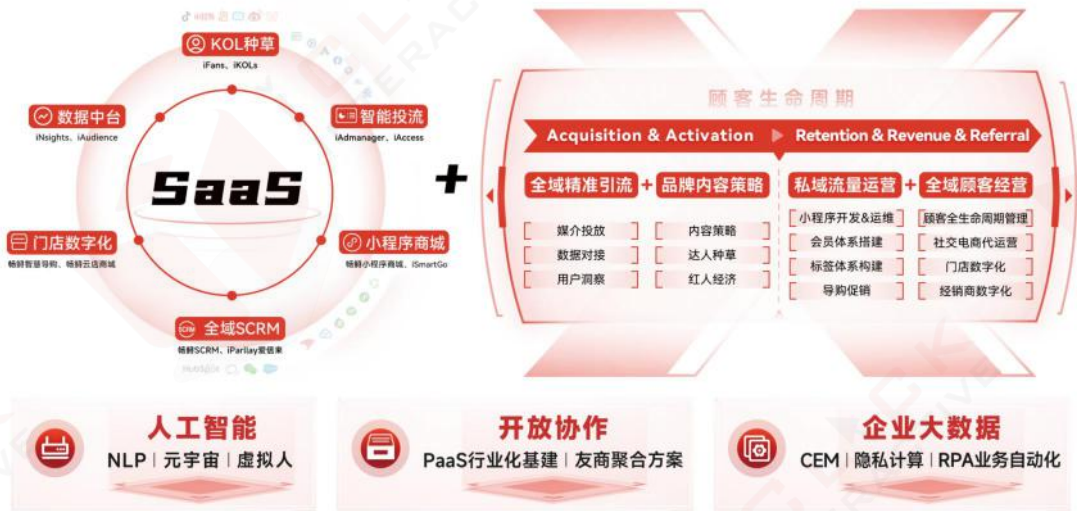 KOL种草
iFans、iKOLs
数据中台
iNsights、iAudience
智能投流
iAdmanager、iAccess
SaaS
门店数字化
畅移智慧导购、畅移云店商城
小程序商城
畅移小程序商城、iSmartGo
SCRM 全域SCRM
畅移SCRM、iParllay爱信来
HubSpot
+
顾客生命周期
Acquisition & Activation
Retention & Revenue & Referral
全域精准引流 + 品牌内容策略
私域流量运营 + 全域顾客经营
媒介投放
内容策略
小程序开发&运维
顾客全生命周期管理
数据对接
达人种草
会员体系搭建
社交电商代运营
用户洞察
红人经济
标签体系构建
门店数字化
导购促销
经销商数字化
人工智能
NLP | 元宇宙 | 虚拟人
开放协作
PaaS行业化基建 | 友商聚合方案
企业大数据
CEM | 隐私计算 | RPA业务自动化